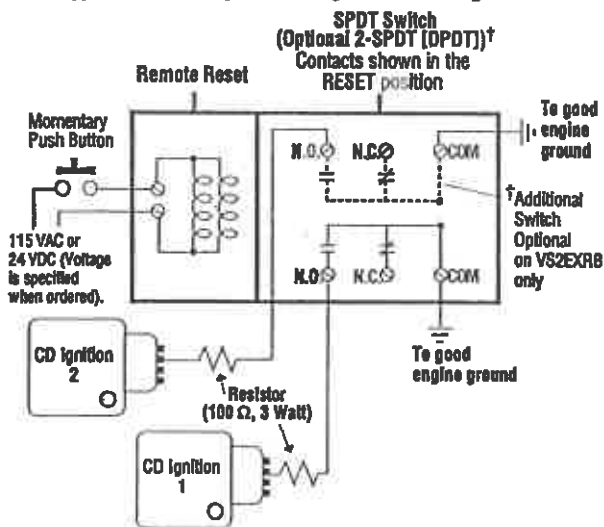 SPDT Switch
(Optional 2-SPDT [DPDT])†
Contacts shown in the
RESET position
Remote Reset
To good
engine
ground
Momentary
Push Button
N.O.
N.C.
COM
†Additional
Switch
Optional
on VS2EXRB
only
115 VAC or
24 VDC (Voltage
is specified
when ordered).
N.O
N.C.
COM
To good
engine ground
CD Ignition
2
Resistor
(100 Ω, 3 Watt)
CD Ignition
1